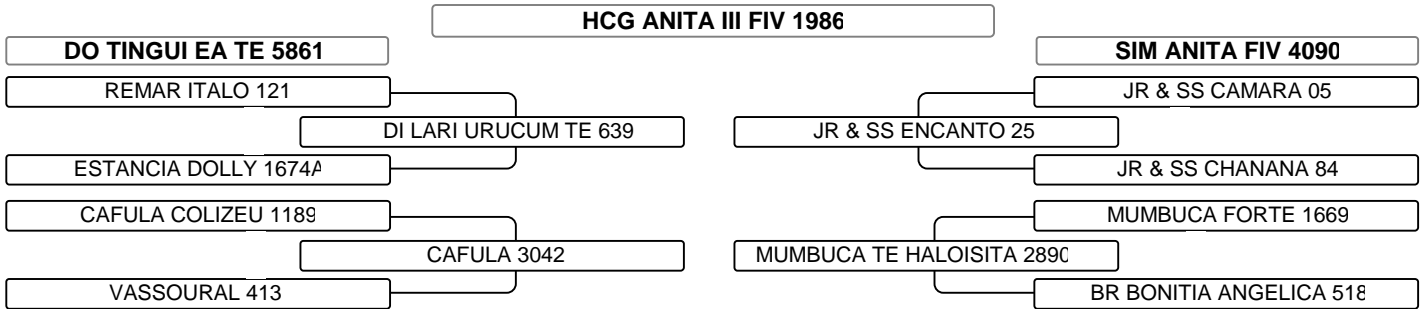 HCG ANITA III FIV 1986
DO TINGUI EA TE 5861
SIM ANITA FIV 4090
REMAR ITALO 121
JR & SS CAMARA 05
DI LARI URUCUM TE 639
JR & SS ENCANTO 25
ESTANCIA DOLLY 1674A
JR & SS CHANANA 84
CAFULA COLIZEU 1189
MUMBUCA FORTE 1669
CAFULA 3042
MUMBUCA TE HALOISITA 2890
VASSOURAL 413
BR BONITIA ANGELICA 518